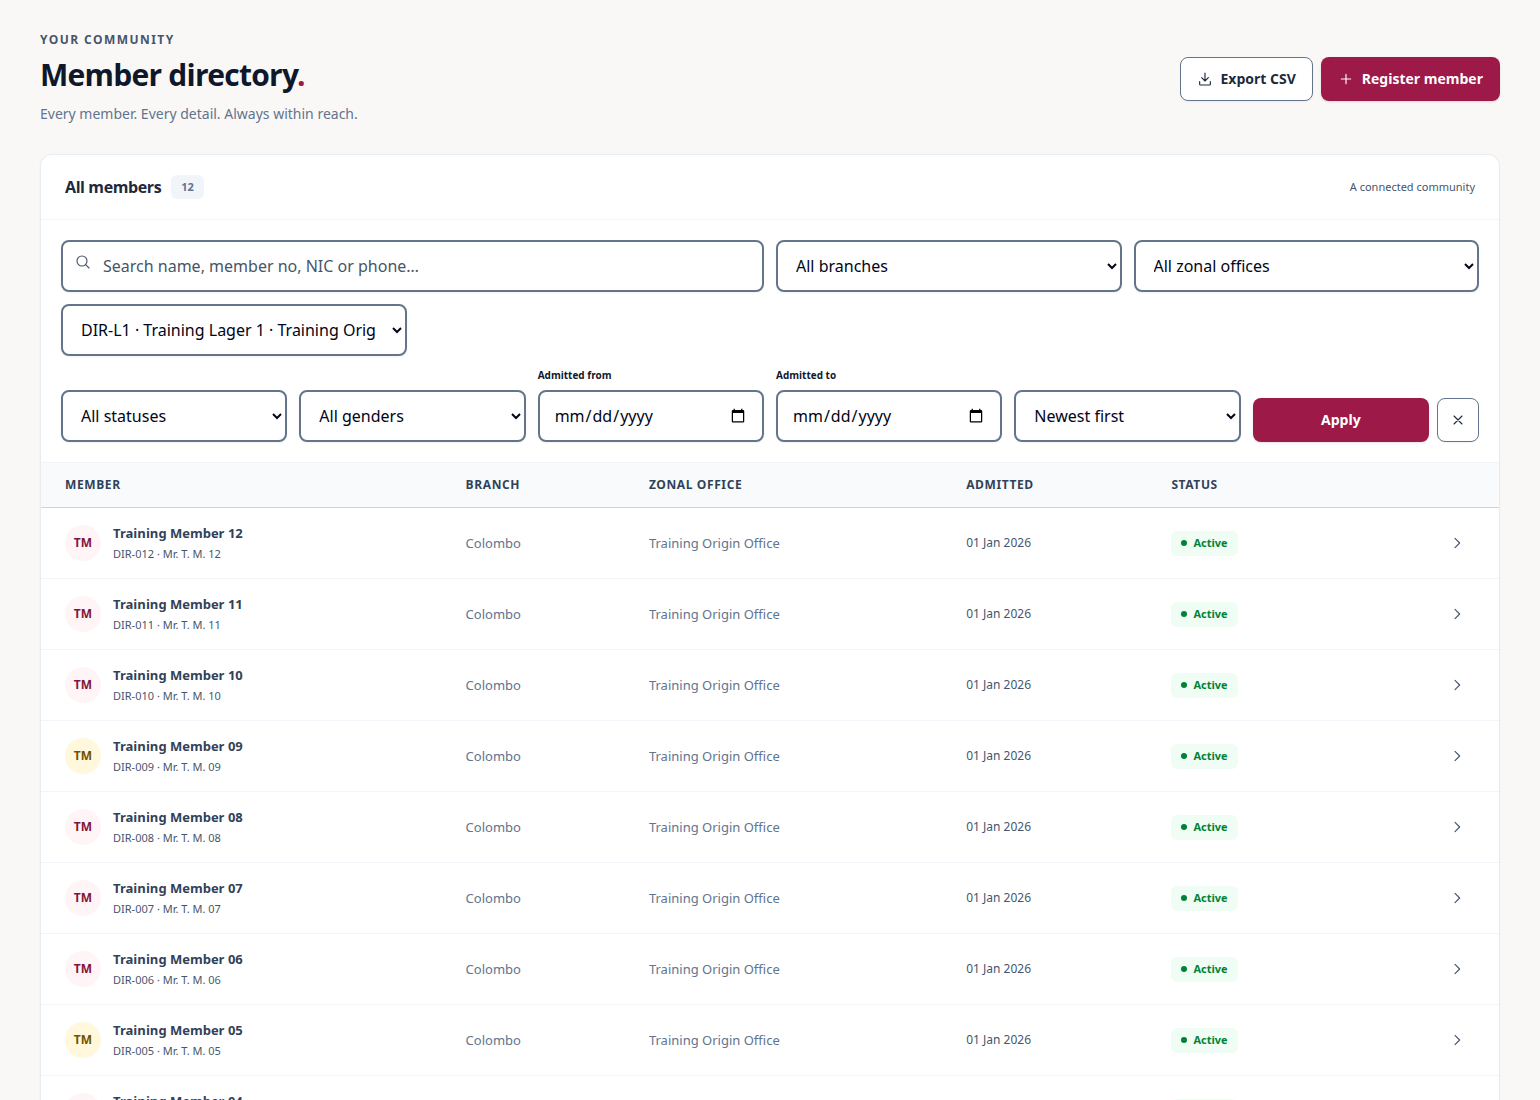 YOUR COMMUNITY
Member directory.
Every member. Every detail. Always within reach.
Export CSV
Register member
All members 12
A connected community
Search name, member no, NIC or phone...
All branches
All zonal offices
DIR-L1 · Training Lager 1 · Training Orig
Admitted from
Admitted to
All statuses
All genders
mm/dd/yyyy
mm/dd/yyyy
Newest first
Apply
MEMBER BRANCH ZONAL OFFICE ADMITTED STATUS
TM Training Member 12 Colombo Training Origin Office 01 Jan 2026 Active
DIR-012 · Mr. T. M. 12
TM Training Member 11 Colombo Training Origin Office 01 Jan 2026 Active
DIR-011 · Mr. T. M. 11
TM Training Member 10 Colombo Training Origin Office 01 Jan 2026 Active
DIR-010 · Mr. T. M. 10
TM Training Member 09 Colombo Training Origin Office 01 Jan 2026 Active
DIR-009 · Mr. T. M. 09
TM Training Member 08 Colombo Training Origin Office 01 Jan 2026 Active
DIR-008 · Mr. T. M. 08
TM Training Member 07 Colombo Training Origin Office 01 Jan 2026 Active
DIR-007 · Mr. T. M. 07
TM Training Member 06 Colombo Training Origin Office 01 Jan 2026 Active
DIR-006 · Mr. T. M. 06
TM Training Member 05 Colombo Training Origin Office 01 Jan 2026 Active
DIR-005 · Mr. T. M. 05